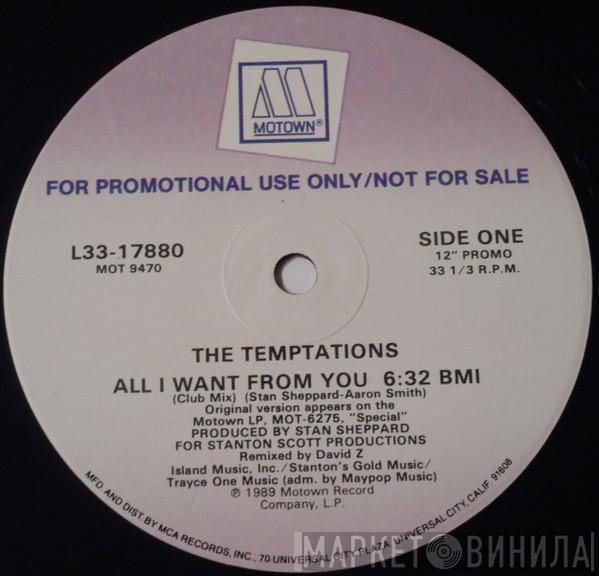 MOTOWN®
FOR PROMOTIONAL USE ONLY/NOT FOR SALE
L33-17880
MOT 9470
SIDE ONE
12" PROMO
33 1/3 R.P.M.
THE TEMPTATIONS
ALL I WANT FROM YOU 6:32 BMI
(Club Mix) (Stan Sheppard-Aaron Smith)
Original version appears on the
Motown LP, MOT-6275, "Special"
PRODUCED BY STAN SHEPPARD
FOR STANTON SCOTT PRODUCTIONS
Remixed by David Z
Island Music, Inc./Stanton's Gold Music/
Trayce One Music (adm. by Maypop Music)
℗ 1989 Motown Record
Company, L.P.
MFD. AND DIST. BY MCA RECORDS, INC., 70 UNIVERSAL CITY PLAZA, UNIVERSAL CITY, CALIF. 91608
МАРКЕТ ВИНИЛА